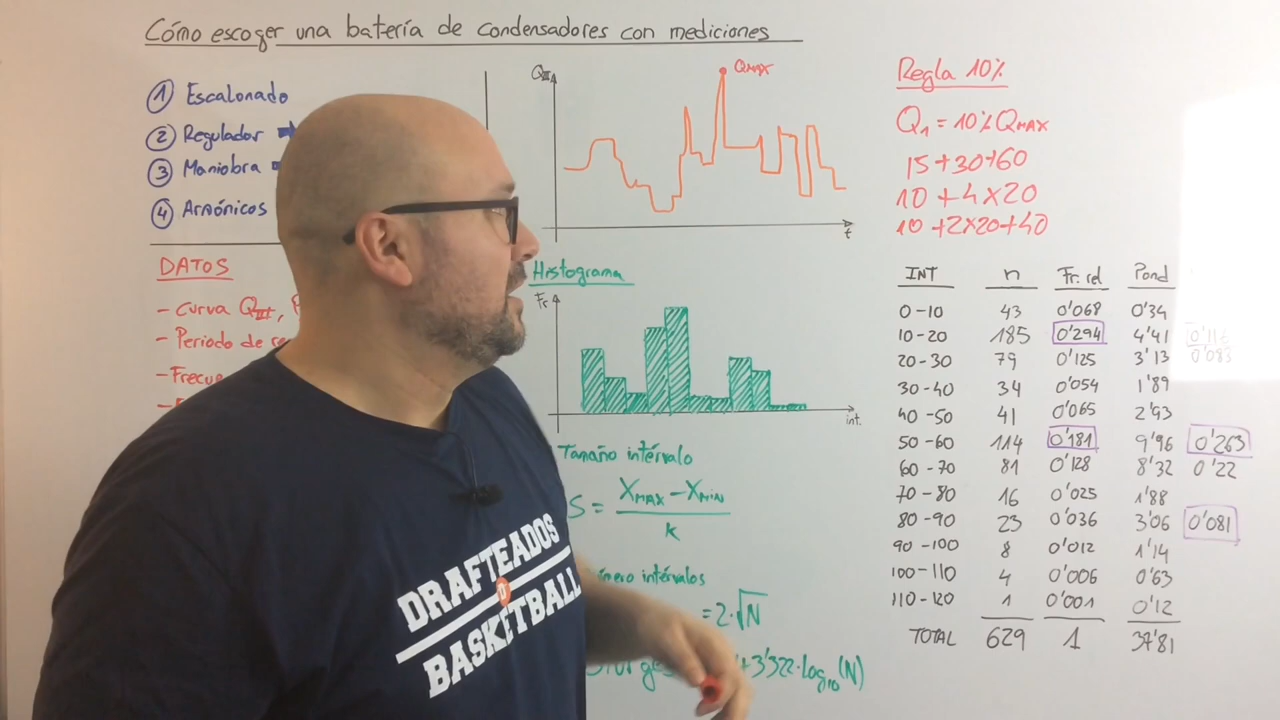 Cómo escoger una batería de condensadores con mediciones
① Escalonado
② Regulador
③ Maniobra
④ Armónicos
DATOS
- Curva QIII,
- Periodo de
QIII
QMAX
t
Histograma
Fr
int.
Tamaño intérvalo
S = XMAX - XMIN / k
intérvalos
= 2·√N
+3'322·log10(N)
Regla 10%
Q1 = 10% QMAX
15+30+60
10 + 4x20
10 + 2x20+40
INT n Fr. rel Pond
0-10 43 0'068 0'34
10-20 185 0'294 4'41
20-30 79 0'125 3'13 0'083
30-40 34 0'054 1'89
40-50 41 0'065 2'93
50-60 114 0'181 9'96 0'263
60-70 81 0'128 8'32 0'22
70-80 16 0'025 1'88
80-90 23 0'036 3'06 0'081
90-100 8 0'012 1'14
100-110 4 0'006 0'63
110-120 1 0'001 0'12
TOTAL 629 1 37'81
DRAFTEADOS
D
BASKETBALL